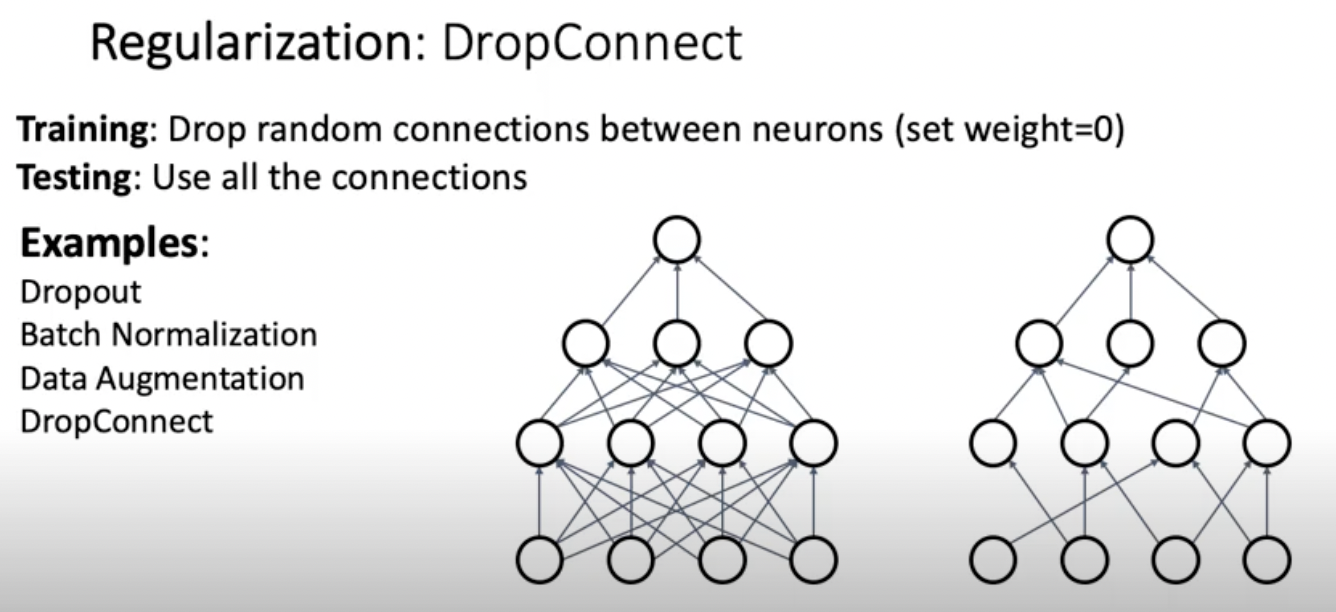 Regularization: DropConnect
Training: Drop random connections between neurons (set weight=0)
Testing: Use all the connections
Examples:
Dropout
Batch Normalization
Data Augmentation
DropConnect